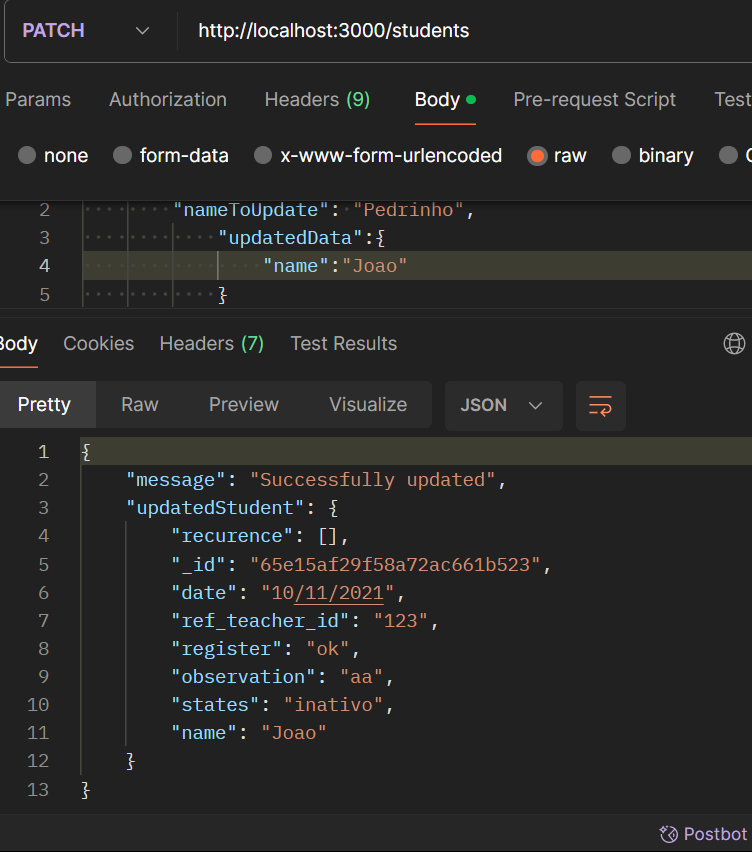 PATCH http://localhost:3000/students
Params Authorization Headers (9) Body Pre-request Script Test
none form-data x-www-form-urlencoded raw binary
2 "nameToUpdate": "Pedrinho",
3 "updatedData":{
4 "name":"Joao"
5 }
Body Cookies Headers (7) Test Results
Pretty Raw Preview Visualize JSON
1 {
2 "message": "Successfully updated",
3 "updatedStudent": {
4 "recurence": [],
5 "_id": "65e15af29f58a72ac661b523",
6 "date": "10/11/2021",
7 "ref_teacher_id": "123",
8 "register": "ok",
9 "observation": "aa",
10 "states": "inativo",
11 "name": "Joao"
12 }
13 }
Postbot